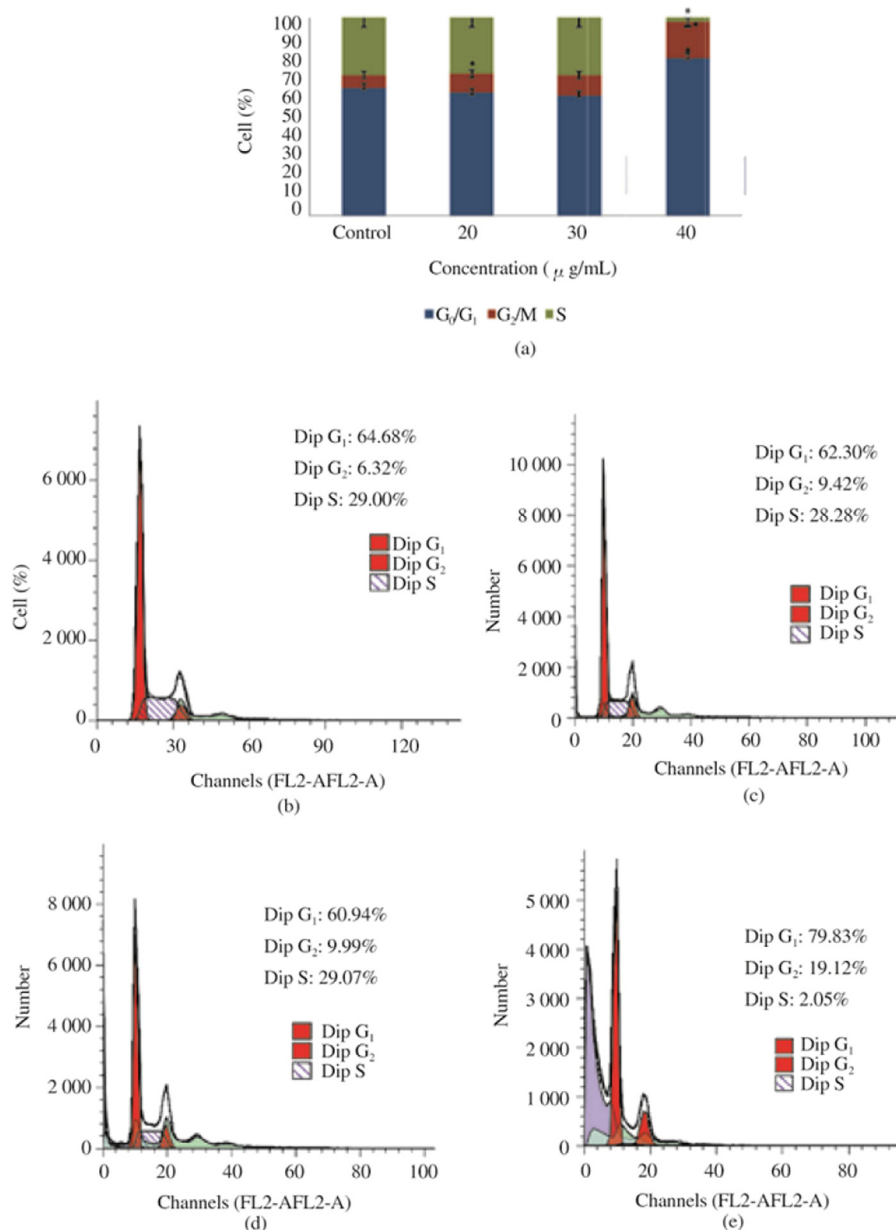 100
90
80
70
60
50
40
30
20
10
0
Cell (%)
Control 20 30 40
Concentration ( μ g/mL)
G₀/G₁ G₂/M S
(a)
Dip G₁: 64.68%
Dip G₂: 6.32%
Dip S: 29.00%
Dip G₁
Dip G₂
Dip S
6 000
4 000
2 000
0
Cell (%)
0 30 60 90 120
Channels (FL2-AFL2-A)
(b)
Dip G₁: 62.30%
Dip G₂: 9.42%
Dip S: 28.28%
Dip G₁
Dip G₂
Dip S
10 000
8 000
6 000
4 000
2 000
0
Number
0 20 40 60 80 100
Channels (FL2-AFL2-A)
(c)
Dip G₁: 60.94%
Dip G₂: 9.99%
Dip S: 29.07%
Dip G₁
Dip G₂
Dip S
8 000
6 000
4 000
2 000
0
Number
0 20 40 60 80 100
Channels (FL2-AFL2-A)
(d)
Dip G₁: 79.83%
Dip G₂: 19.12%
Dip S: 2.05%
Dip G₁
Dip G₂
Dip S
5 000
4 000
3 000
2 000
1 000
0
Number
0 20 40 60 80
Channels (FL2-AFL2-A)
(e)